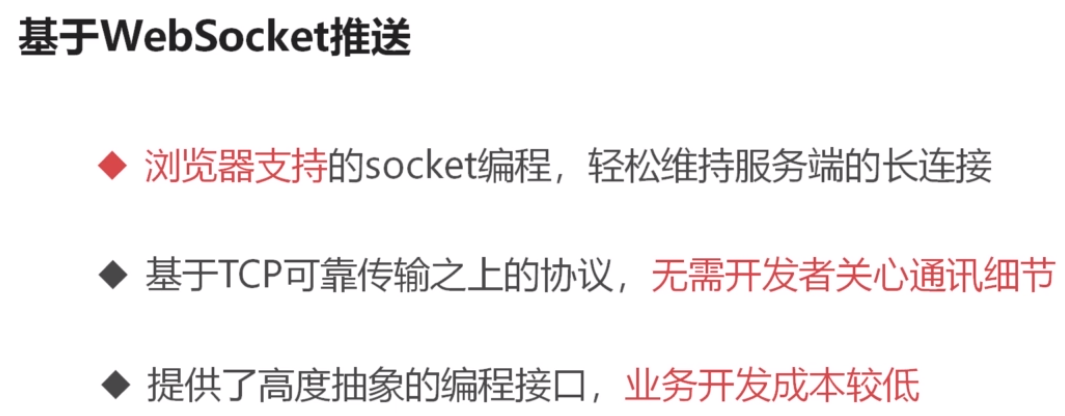 基于WebSocket推送
浏览器支持的socket编程，轻松维持服务端的长连接
基于TCP可靠传输之上的协议，无需开发者关心通讯细节
提供了高度抽象的编程接口，业务开发成本较低